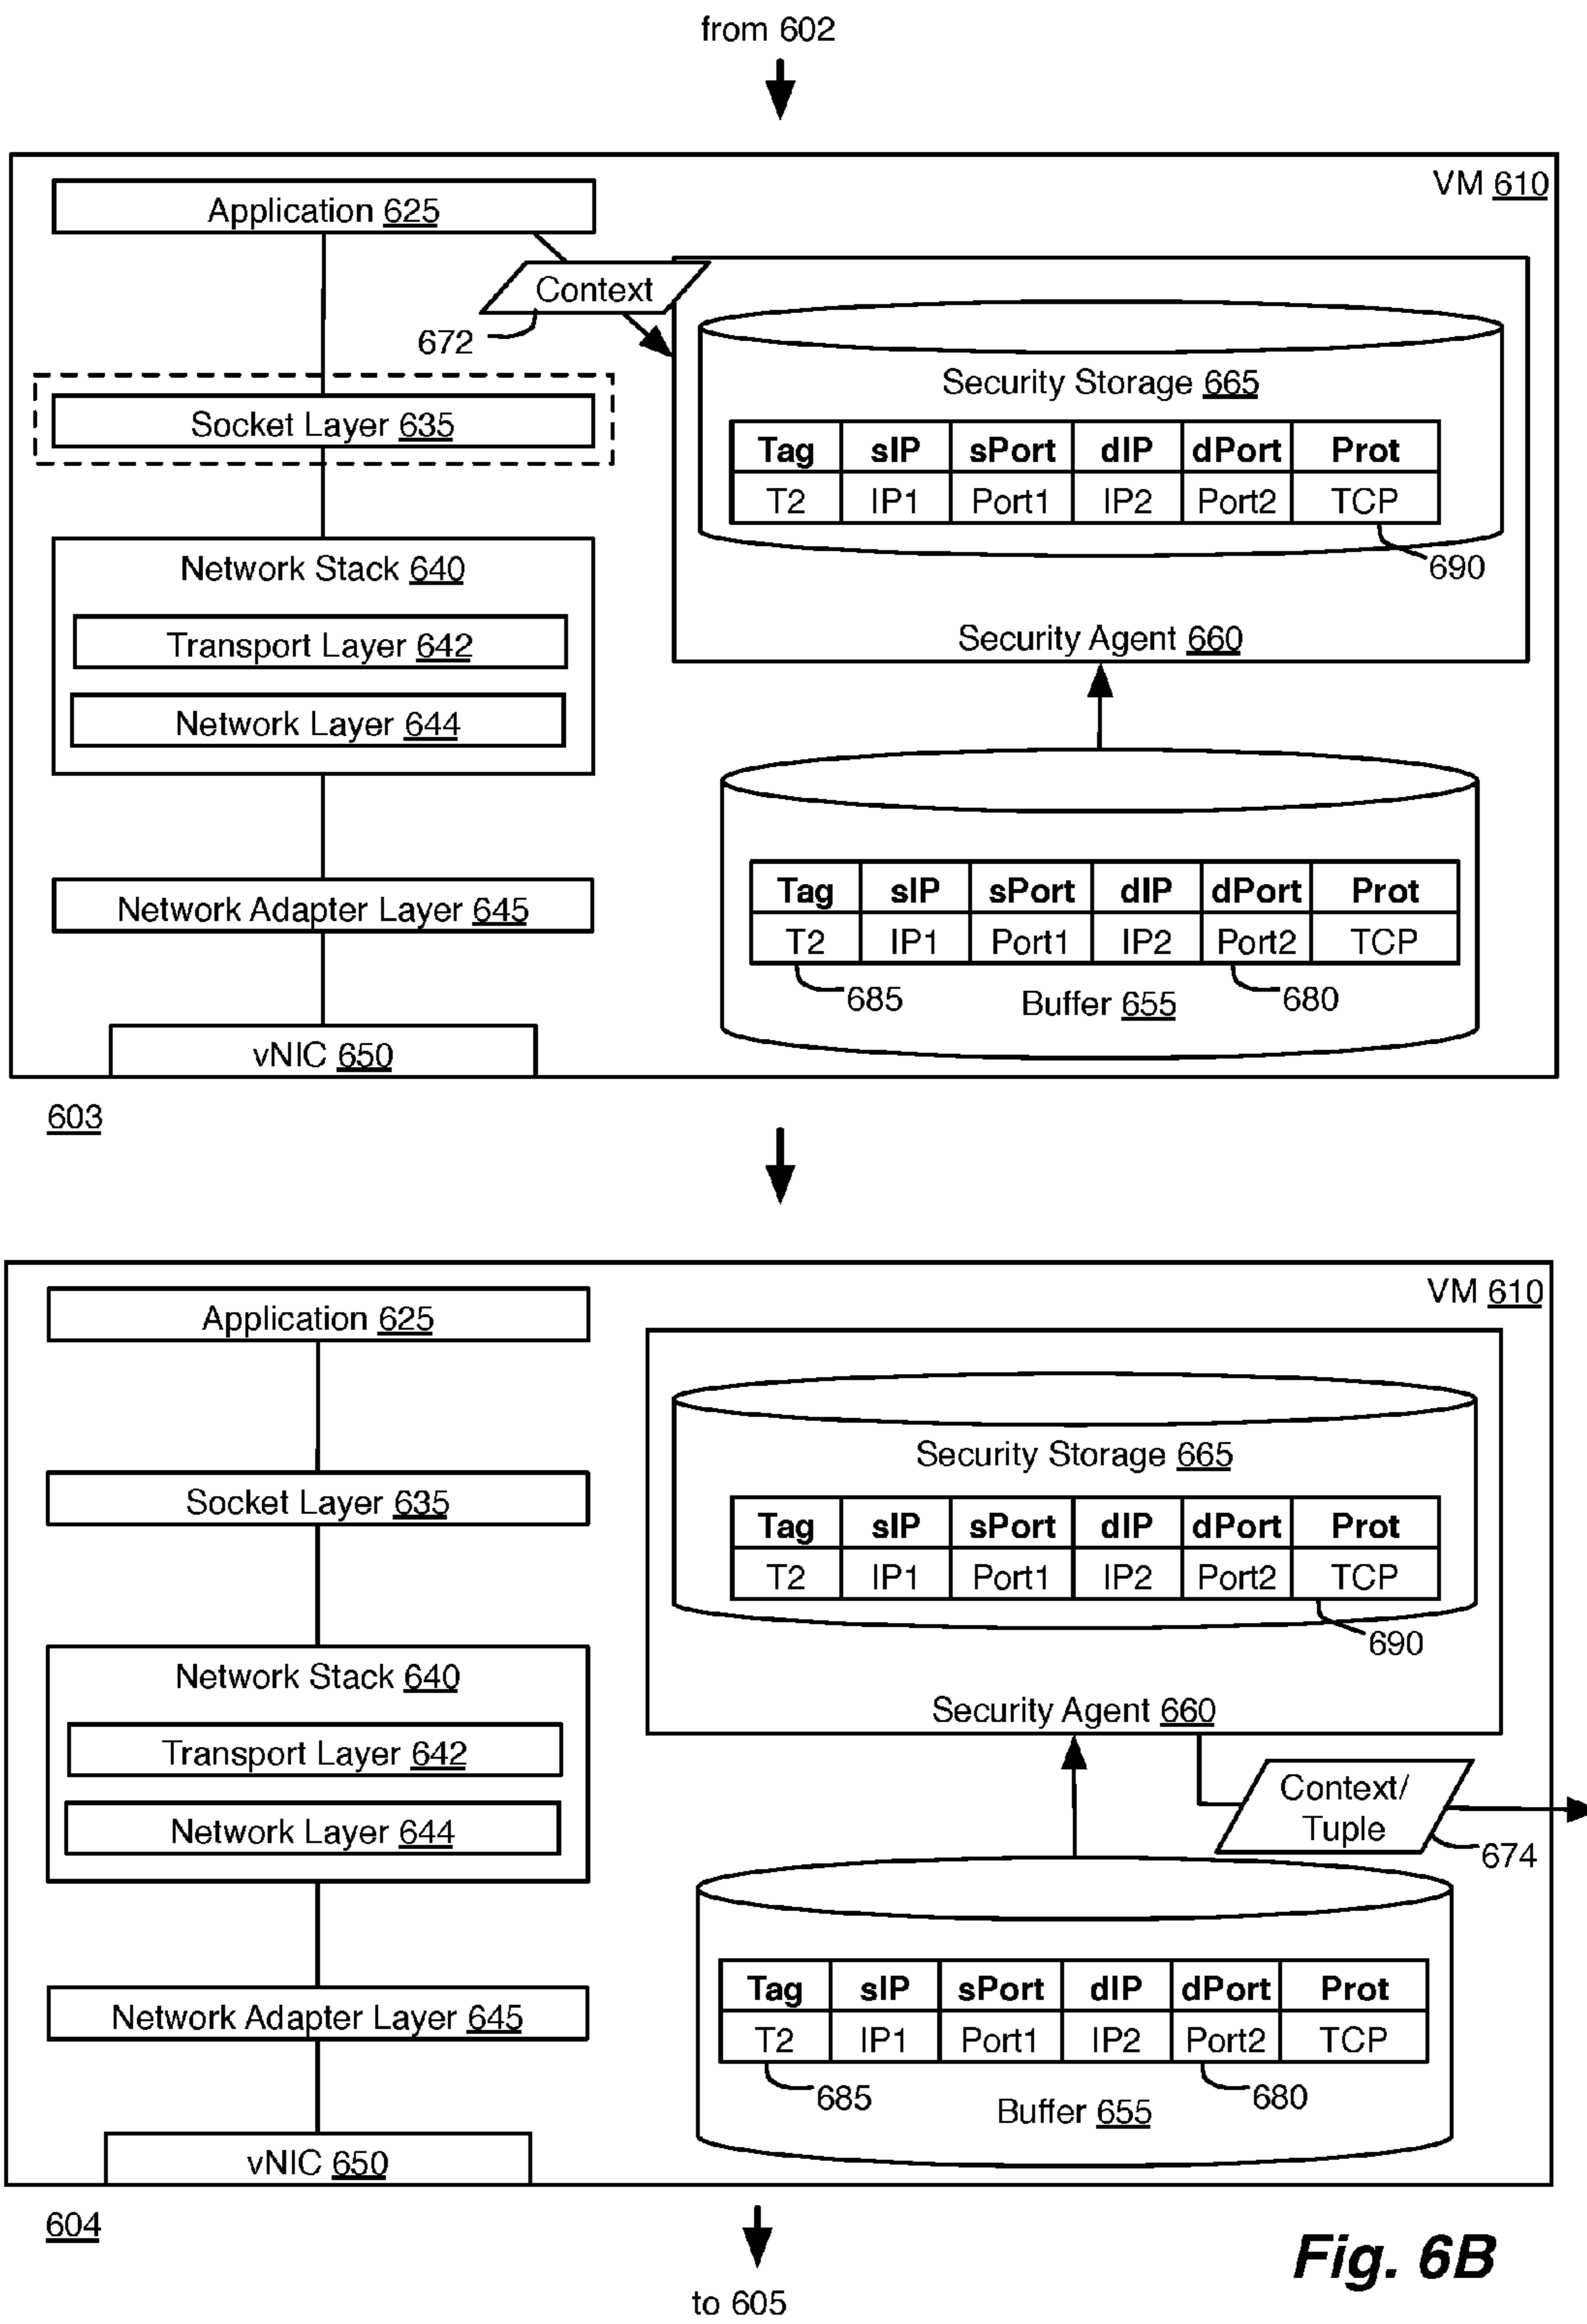 from 602
VM 610
Application 625
Context
672
Security Storage 665
Socket Layer 635
Tag sIP sPort dIP dPort Prot
T2 IP1 Port1 IP2 Port2 TCP
690
Network Stack 640
Transport Layer 642
Security Agent 660
Network Layer 644
Tag sIP sPort dIP dPort Prot
Network Adapter Layer 645
T2 IP1 Port1 IP2 Port2 TCP
685
Buffer 655
680
vNIC 650
603
VM 610
Application 625
Security Storage 665
Socket Layer 635
Tag sIP sPort dIP dPort Prot
T2 IP1 Port1 IP2 Port2 TCP
690
Network Stack 640
Security Agent 660
Transport Layer 642
Context/
Tuple
Network Layer 644
674
Tag sIP sPort dIP dPort Prot
Network Adapter Layer 645
T2 IP1 Port1 IP2 Port2 TCP
685
Buffer 655
680
vNIC 650
604
Fig. 6B
to 605